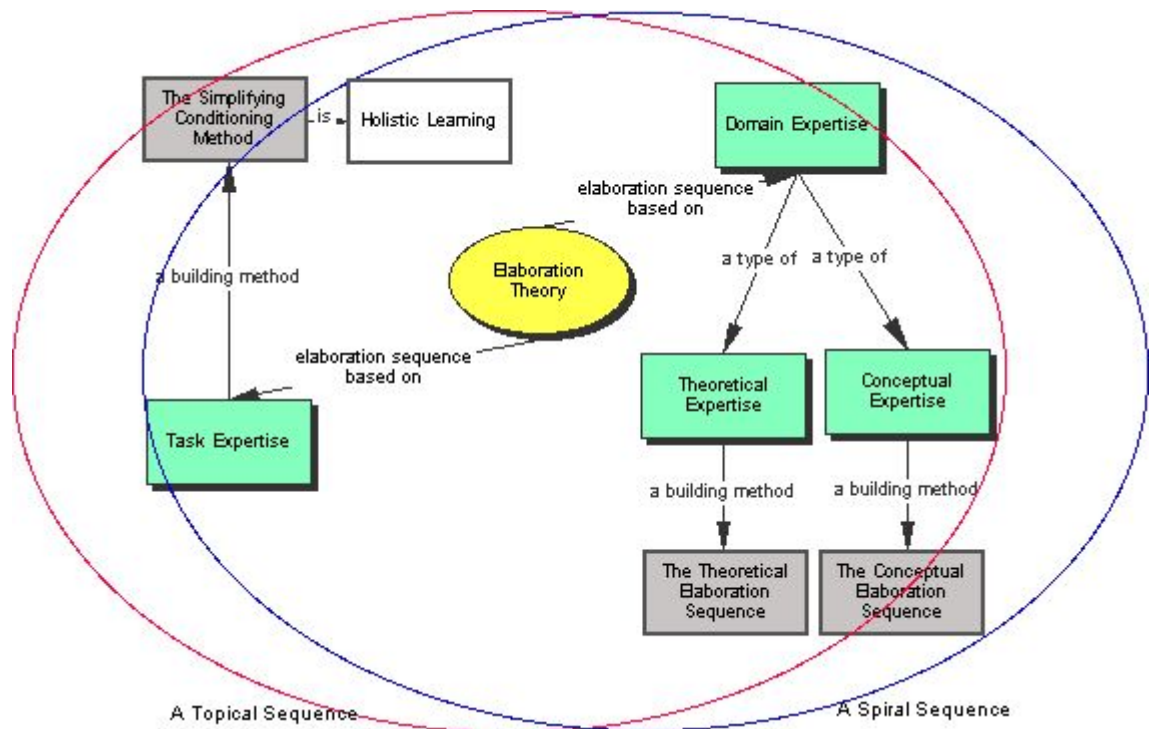 The Simplifying
Conditioning
Method
is
Holistic Learning
Domain Expertise
elaboration sequence
based on
Elaboration
Theory
a type of
a type of
a building method
elaboration sequence
based on
Task Expertise
Theoretical
Expertise
Conceptual
Expertise
a building method
a building method
The Theoretical
Elaboration
Sequence
The Conceptual
Elaboration
Sequence
A Topical Sequence
A Spiral Sequence